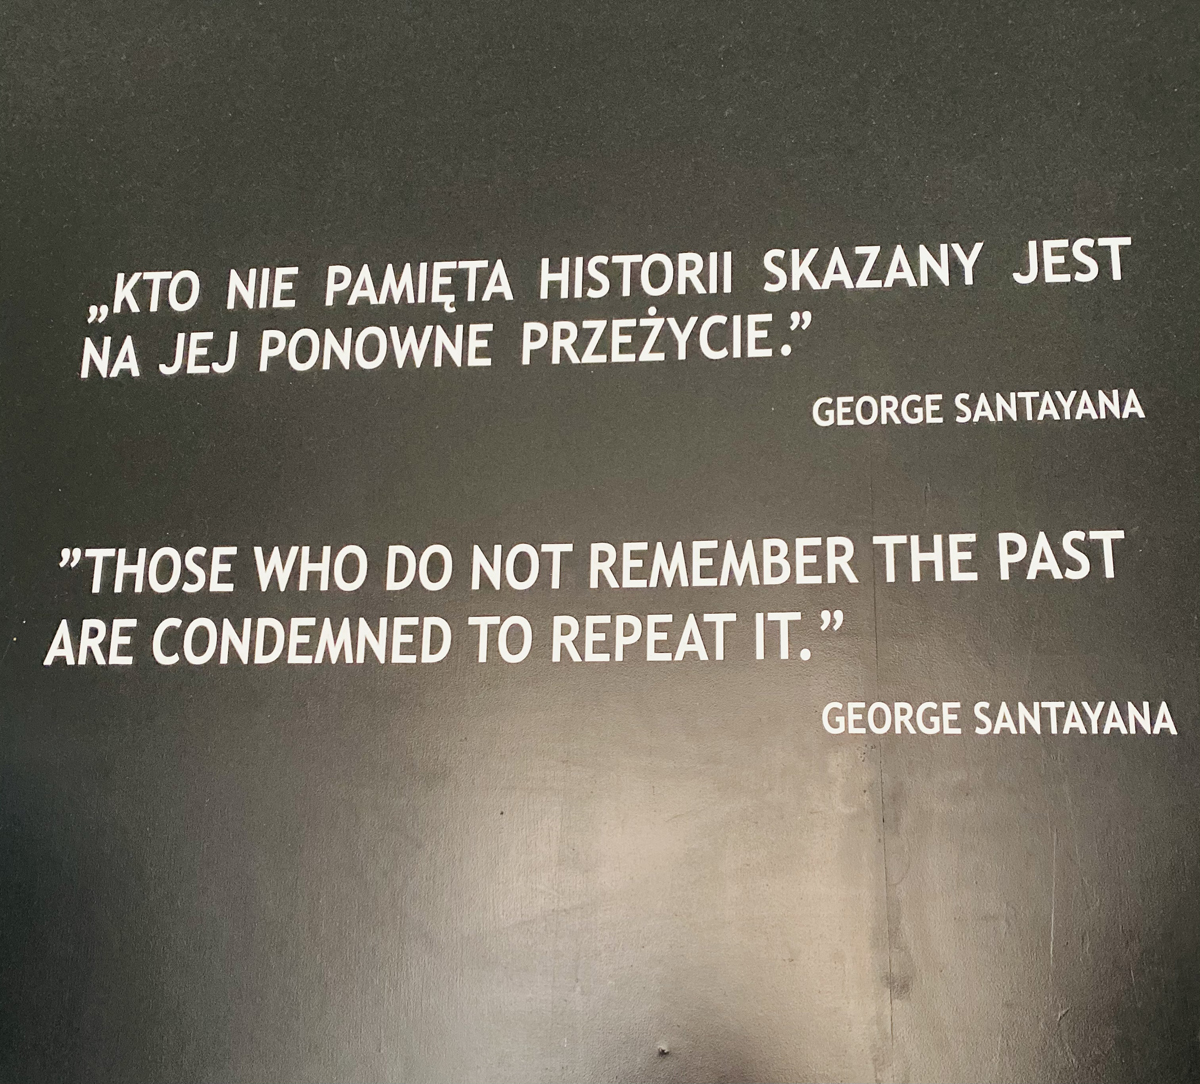 „KTO NIE PAMIĘTA HISTORII SKAZANY JEST
NA JEJ PONOWNE PRZEŻYCIE.”
GEORGE SANTAYANA
”THOSE WHO DO NOT REMEMBER THE PAST
ARE CONDEMNED TO REPEAT IT.”
GEORGE SANTAYANA